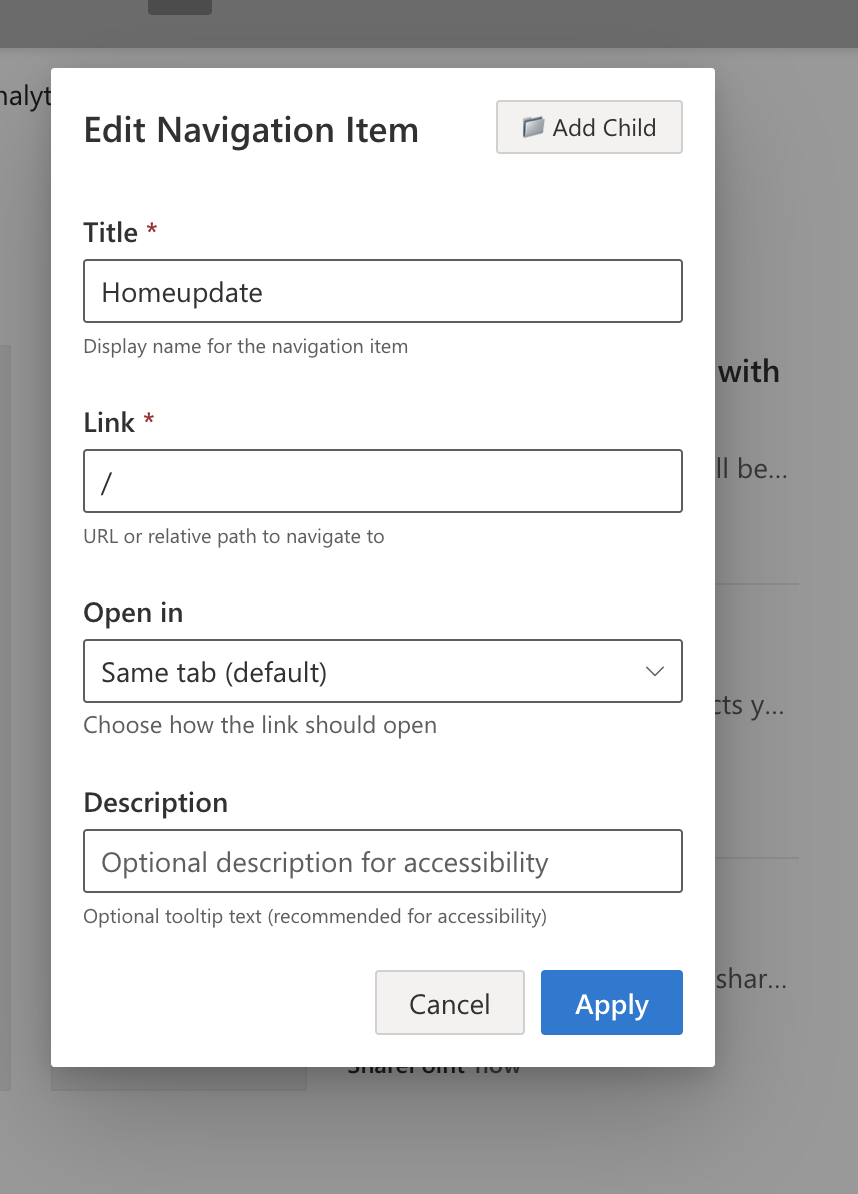 Edit Navigation Item
Add Child
Title *
Homeupdate
Display name for the navigation item
with
Link *
/
ll be...
URL or relative path to navigate to
Open in
Same tab (default)
cts y...
Choose how the link should open
Description
Optional description for accessibility
Optional tooltip text (recommended for accessibility)
shar...
Cancel
Apply
SharePoint now